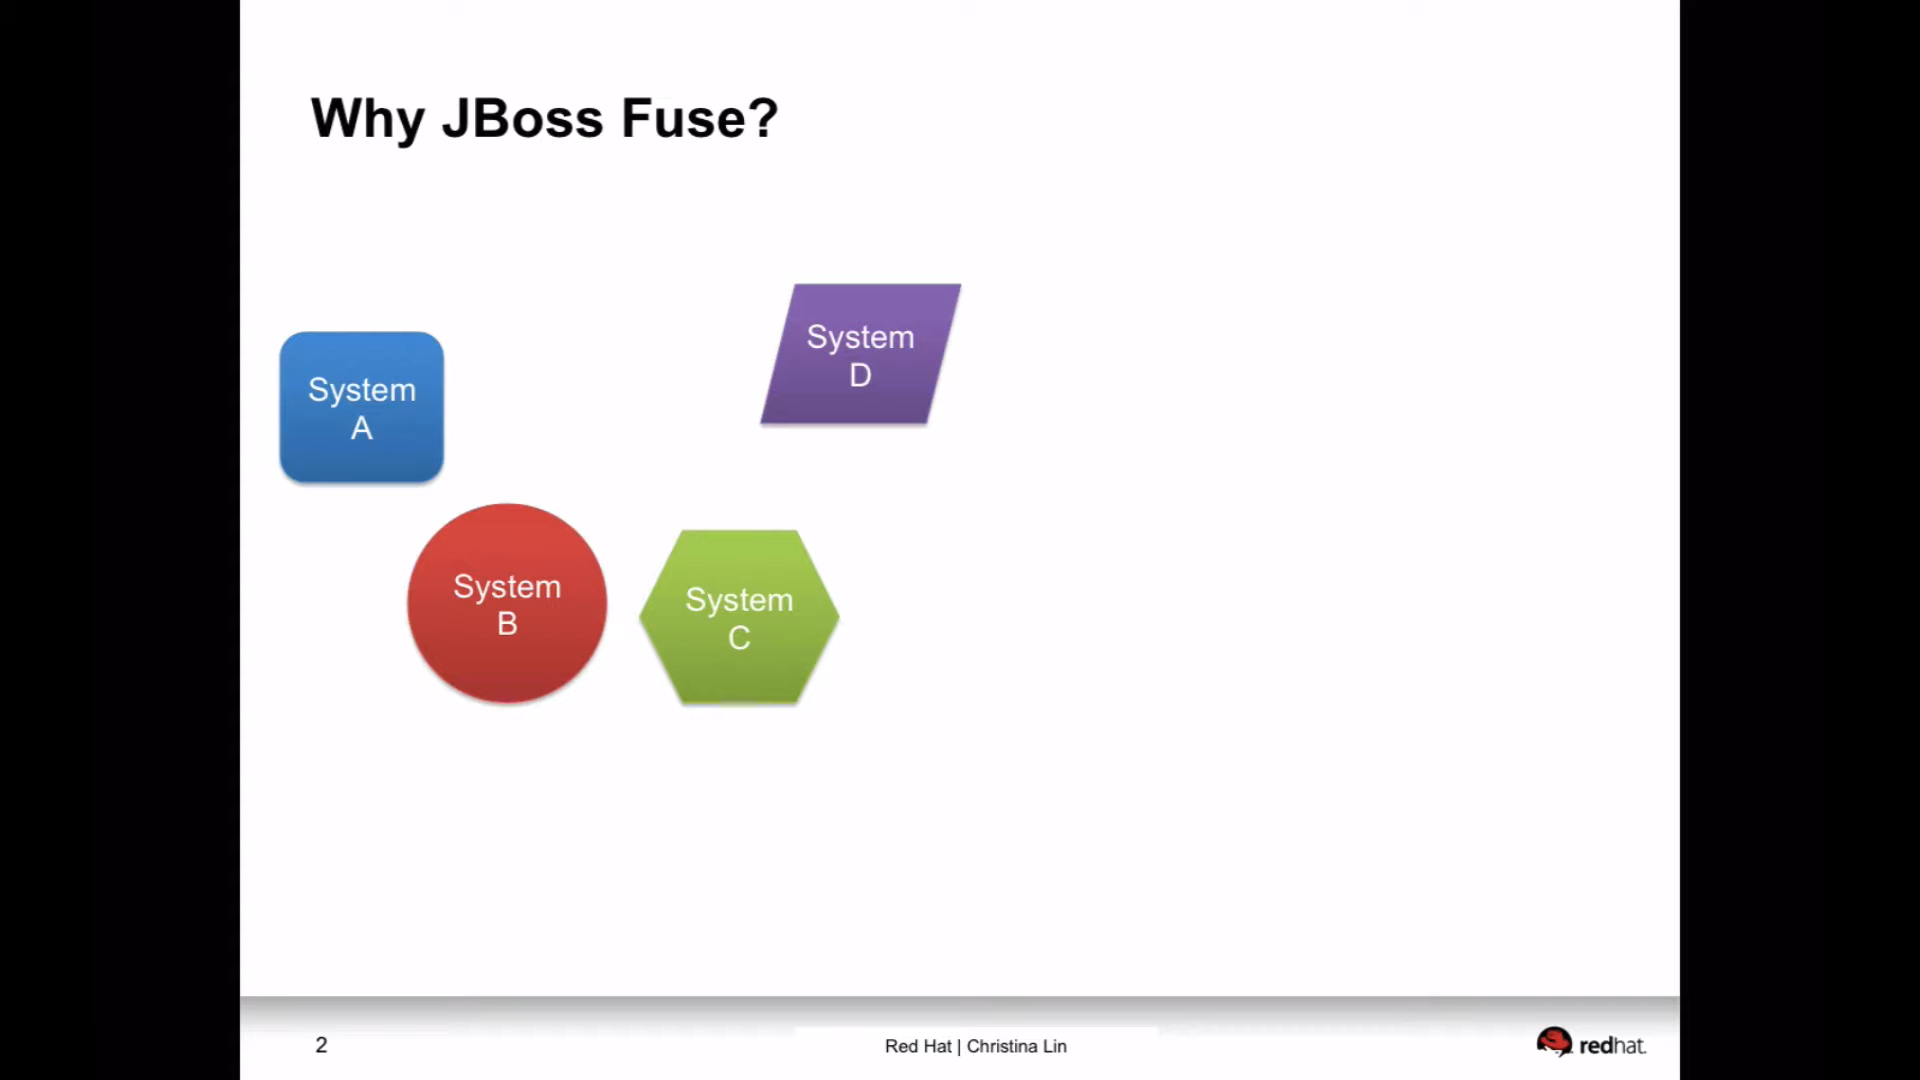 Why JBoss Fuse?
System
D
System
A
System
B
System
C
2
Red Hat | Christina Lin
redhat.